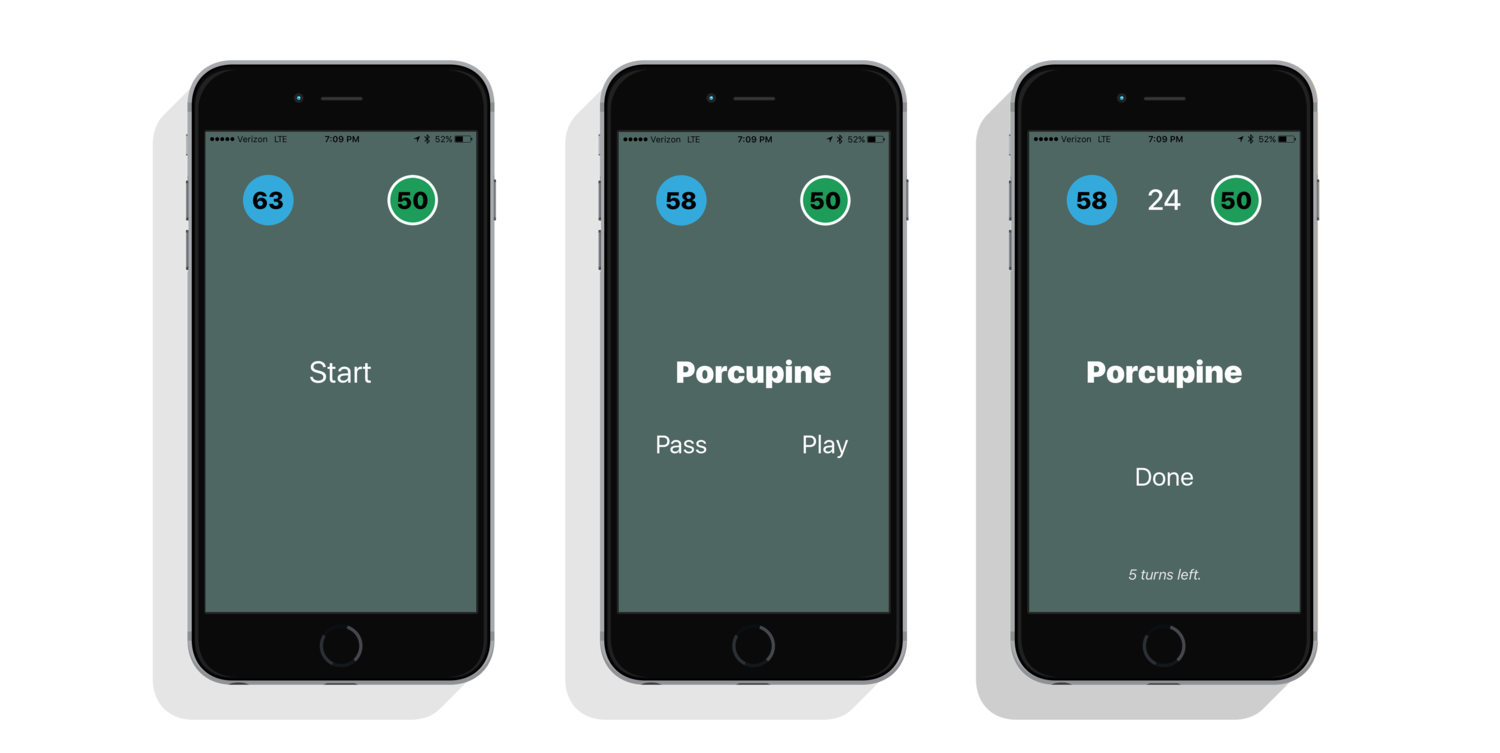 Verizon LTE 7:09 PM 52%
63 50
Start
Verizon LTE 7:09 PM 52%
58 50
Porcupine
Pass Play
Verizon LTE 7:09 PM 52%
58 24 50
Porcupine
Done
5 turns left.